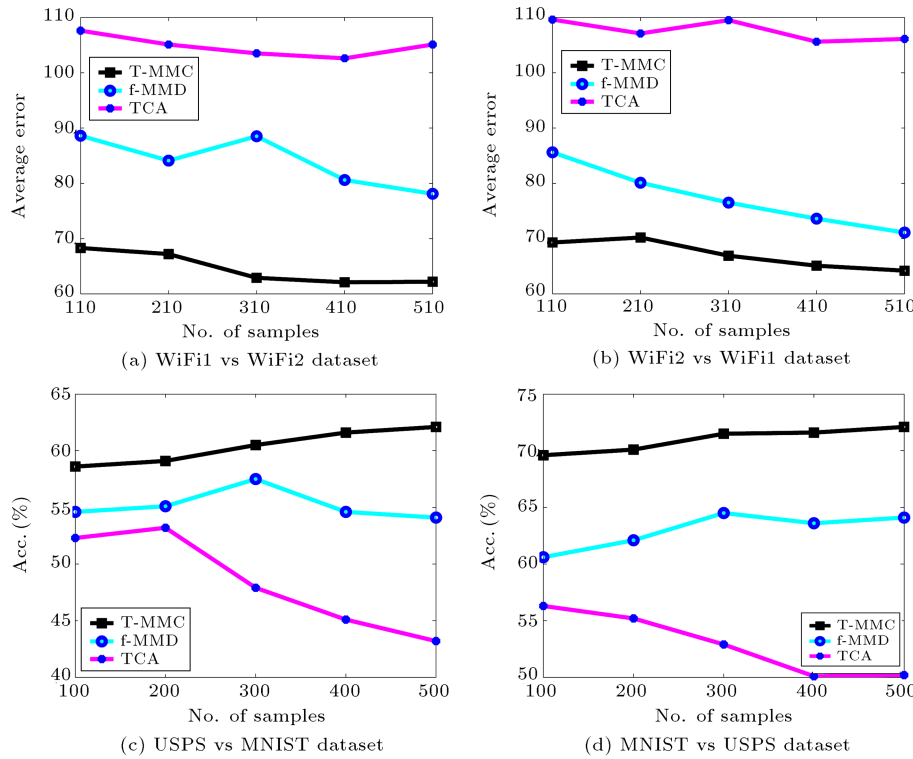 110
100
90
80
70
60
Average error
T-MMC
f-MMD
TCA
110 210 310 410 510
No. of samples
(a) WiFi1 vs WiFi2 dataset
110
100
90
80
70
60
Average error
T-MMC
f-MMD
TCA
110 210 310 410 510
No. of samples
(b) WiFi2 vs WiFi1 dataset
65
60
55
50
45
40
Acc. (%)
T-MMC
f-MMD
TCA
100 200 300 400 500
No. of samples
(c) USPS vs MNIST dataset
75
70
65
60
55
50
Acc. (%)
T-MMC
f-MMD
TCA
100 200 300 400 500
No. of samples
(d) MNIST vs USPS dataset